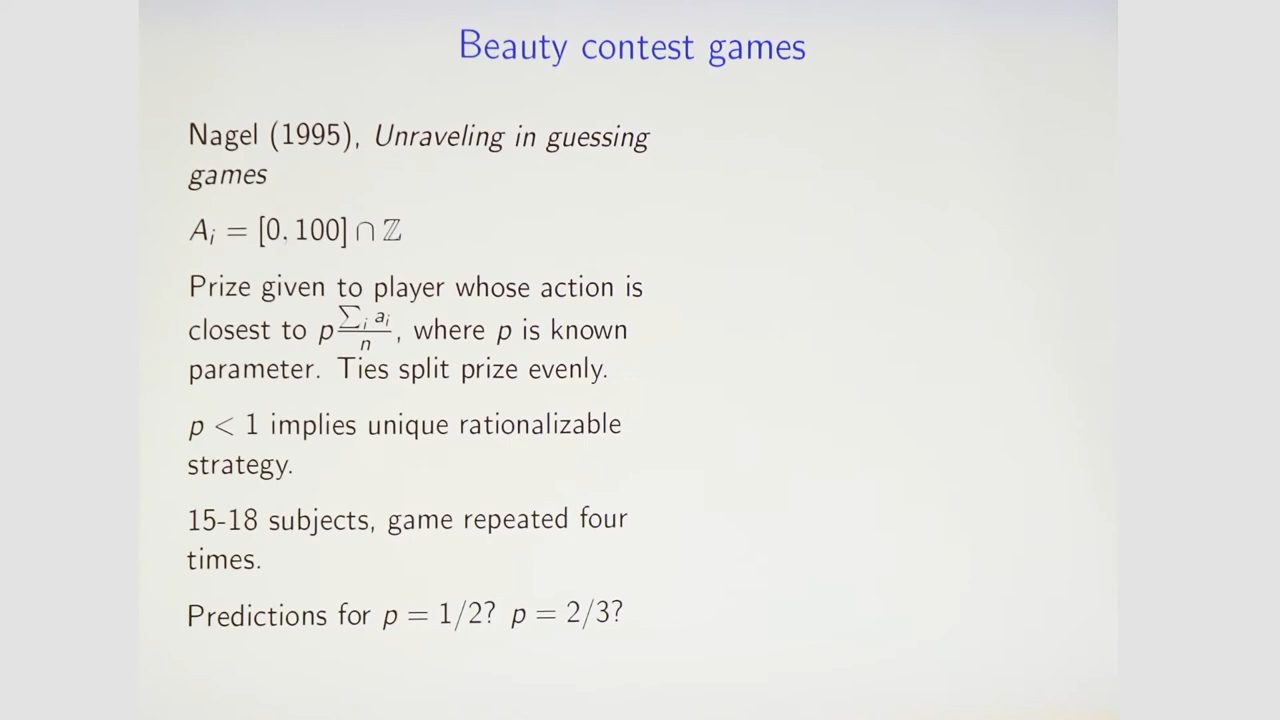 Beauty contest games
Nagel (1995), Unraveling in guessing
games
A_i = [0, 100] ∩ ℤ
Prize given to player whose action is
closest to p \frac{\sum_i a_i}{n}, where p is known
parameter. Ties split prize evenly.
p < 1 implies unique rationalizable
strategy.
15-18 subjects, game repeated four
times.
Predictions for p = 1/2? p = 2/3?